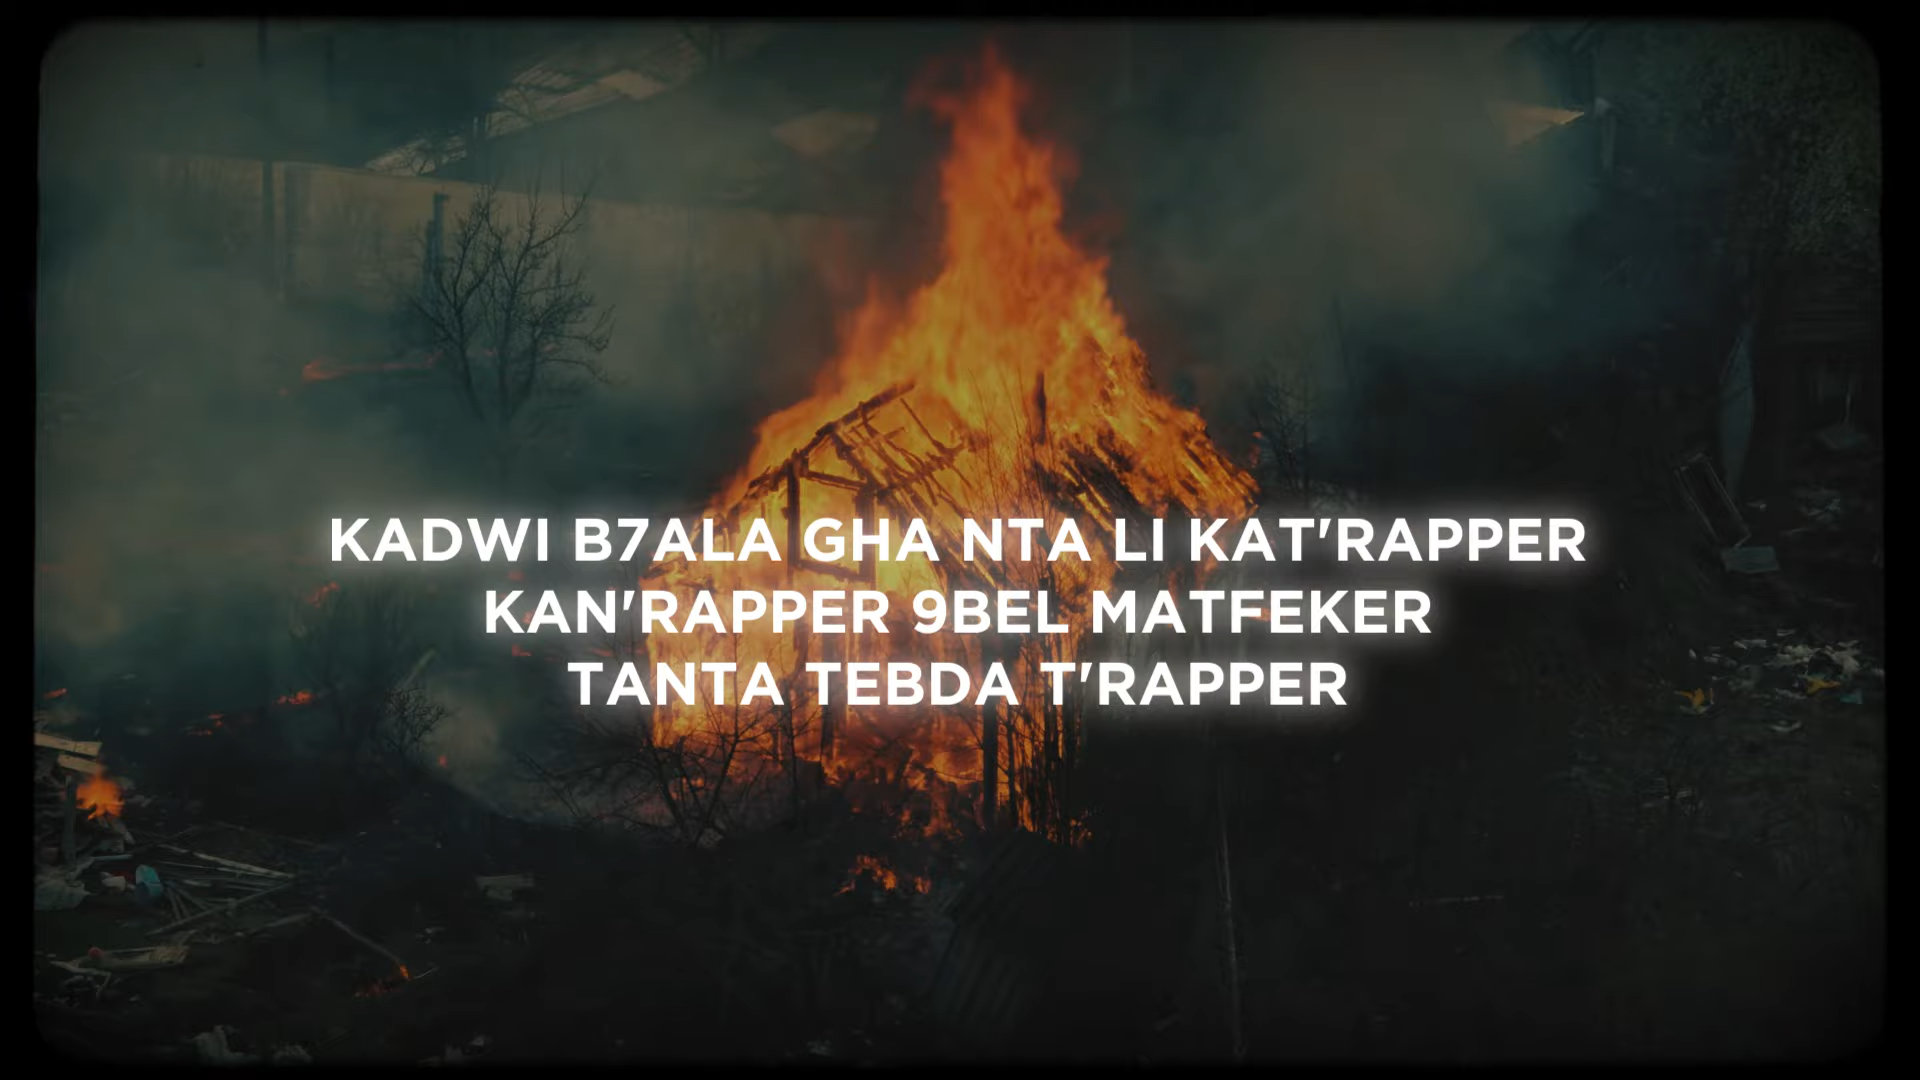 KADWI B7ALA GHA NTA LI KAT'RAPPER
KAN'RAPPER 9BEL MATFEKER
TANTA TEBDA T'RAPPER